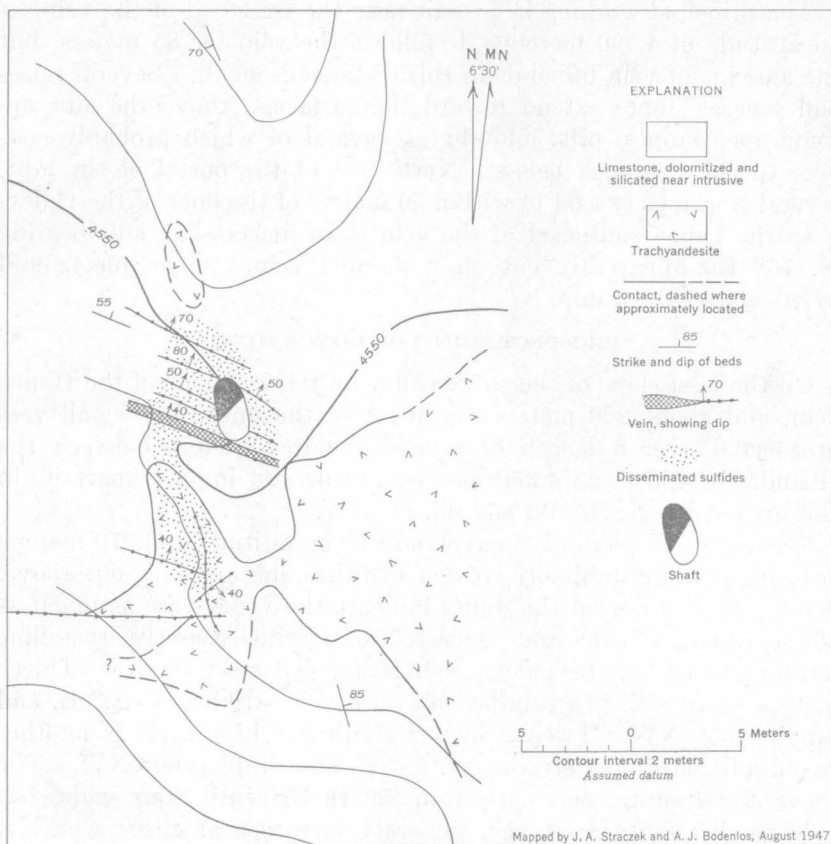 N MN
6°30'
EXPLANATION
Limestone, dolomitized and
silicated near intrusive
Trachyandesite
Contact, dashed where
approximately located
85
Strike and dip of beds
70
Vein, showing dip
Disseminated sulfides
Shaft
70
4550
55
70
80
50
50
40
4550
40
40
?
85
5 0 5 Meters
Contour interval 2 meters
Assumed datum
Mapped by J. A. Straczek and A. J. Bodenlos, August 1947